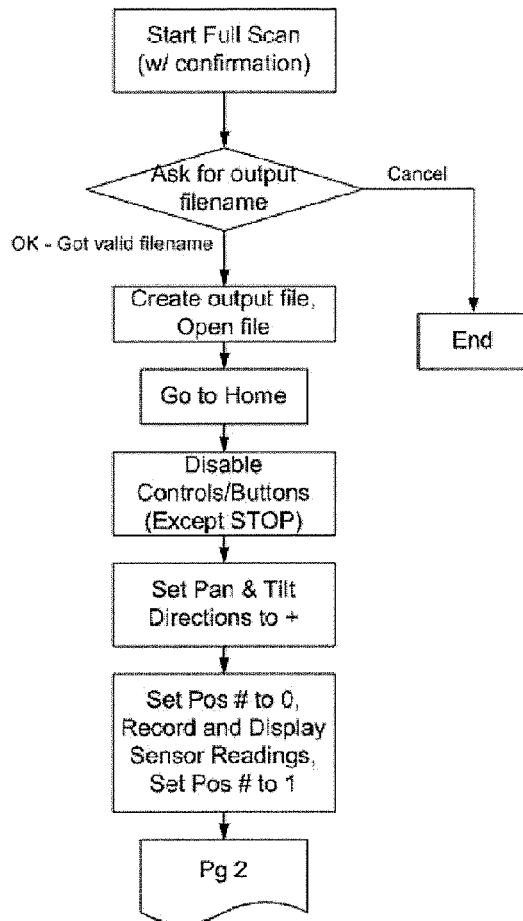 Start Full Scan
(w/ confirmation)
Ask for output
filename
Cancel
OK - Got valid filename
Create output file,
Open file
End
Go to Home
Disable
Controls/Buttons
(Except STOP)
Set Pan & Tilt
Directions to +
Set Pos # to 0,
Record and Display
Sensor Readings,
Set Pos # to 1
Pg 2